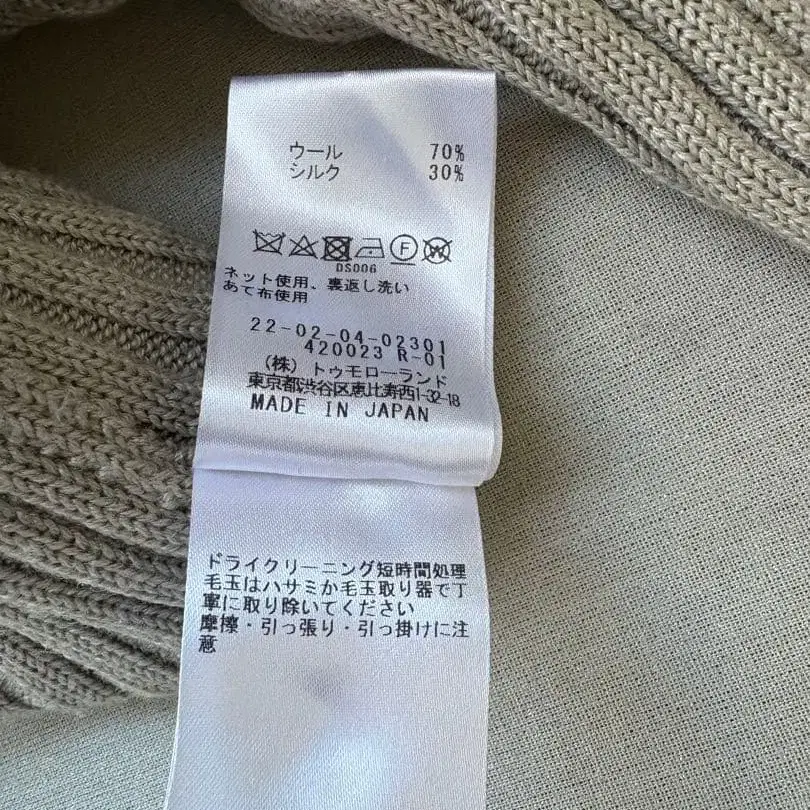 ウール 70%
シルク 30%
F W
DS006
ネット使用、裏返し洗い
あて布使用
22-02-04-02301
420023 R-01
(株) トゥモローランド
東京都渋谷区恵比寿西1-32-18
MADE IN JAPAN
ドライクリーニング短時間処理
毛玉はハサミか毛玉取り器で丁
寧に取り除いてください
摩擦・引っ張り・引っ掛けに注
意